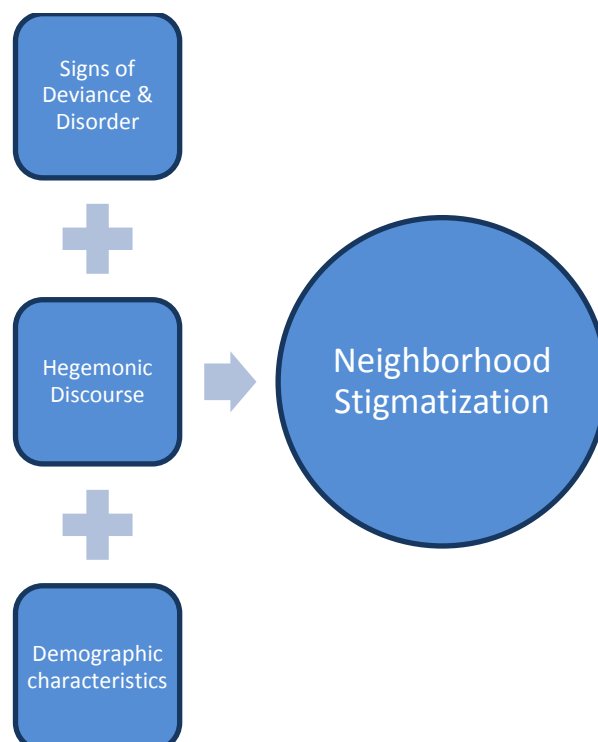 Signs of
Deviance &
Disorder
Hegemonic
Discourse
Neighborhood
Stigmatization
Demographic
characteristics